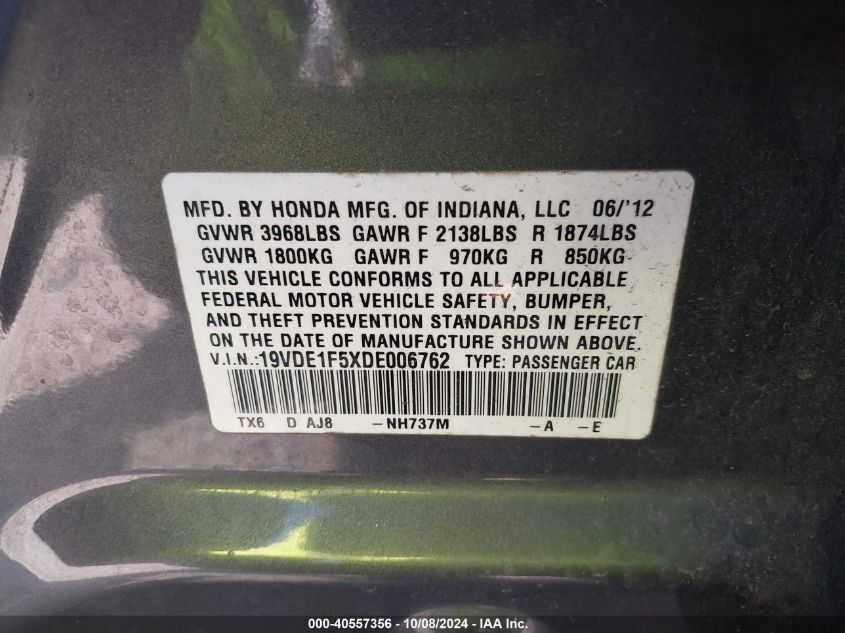 MFD. BY HONDA MFG. OF INDIANA, LLC 06/'12
GVWR 3968LBS GAWR F 2138LBS R 1874LBS
GVWR 1800KG GAWR F 970KG R 850KG
THIS VEHICLE CONFORMS TO ALL APPLICABLE
FEDERAL MOTOR VEHICLE SAFETY, BUMPER,
AND THEFT PREVENTION STANDARDS IN EFFECT
ON THE DATE OF MANUFACTURE SHOWN ABOVE.
V.I.N.:19VDE1F5XDE006762 TYPE: PASSENGER CAR
TX6 D AJ8 -NH737M -A -E
000-40557356 | 10/08/2024 | IAA Inc.